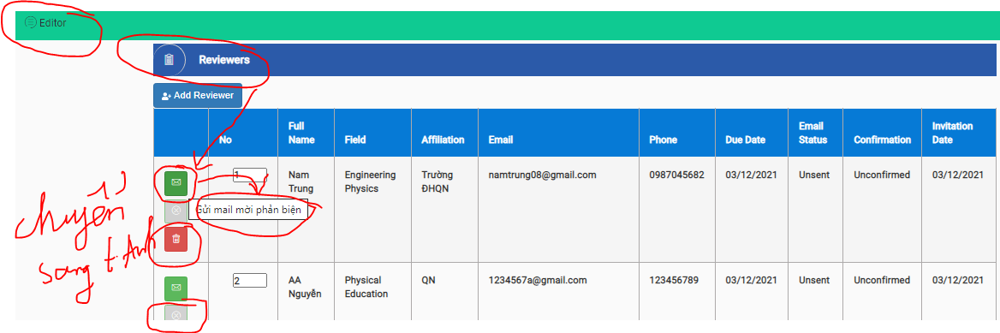 Editor
Reviewers
Add Reviewer
No Full Name Field Affiliation Email Phone Due Date Email Status Confirmation Invitation Date
1 Nam Trung Engineering Physics Trường ĐHQN namtrung08@gmail.com 0987045682 03/12/2021 Unsent Unconfirmed 03/12/2021
Gửi mail mời phản biện
chuyển
sang t.Anh
2 AA Nguyễn Physical Education QN 1234567a@gmail.com 123456789 03/12/2021 Unsent Unconfirmed 03/12/2021